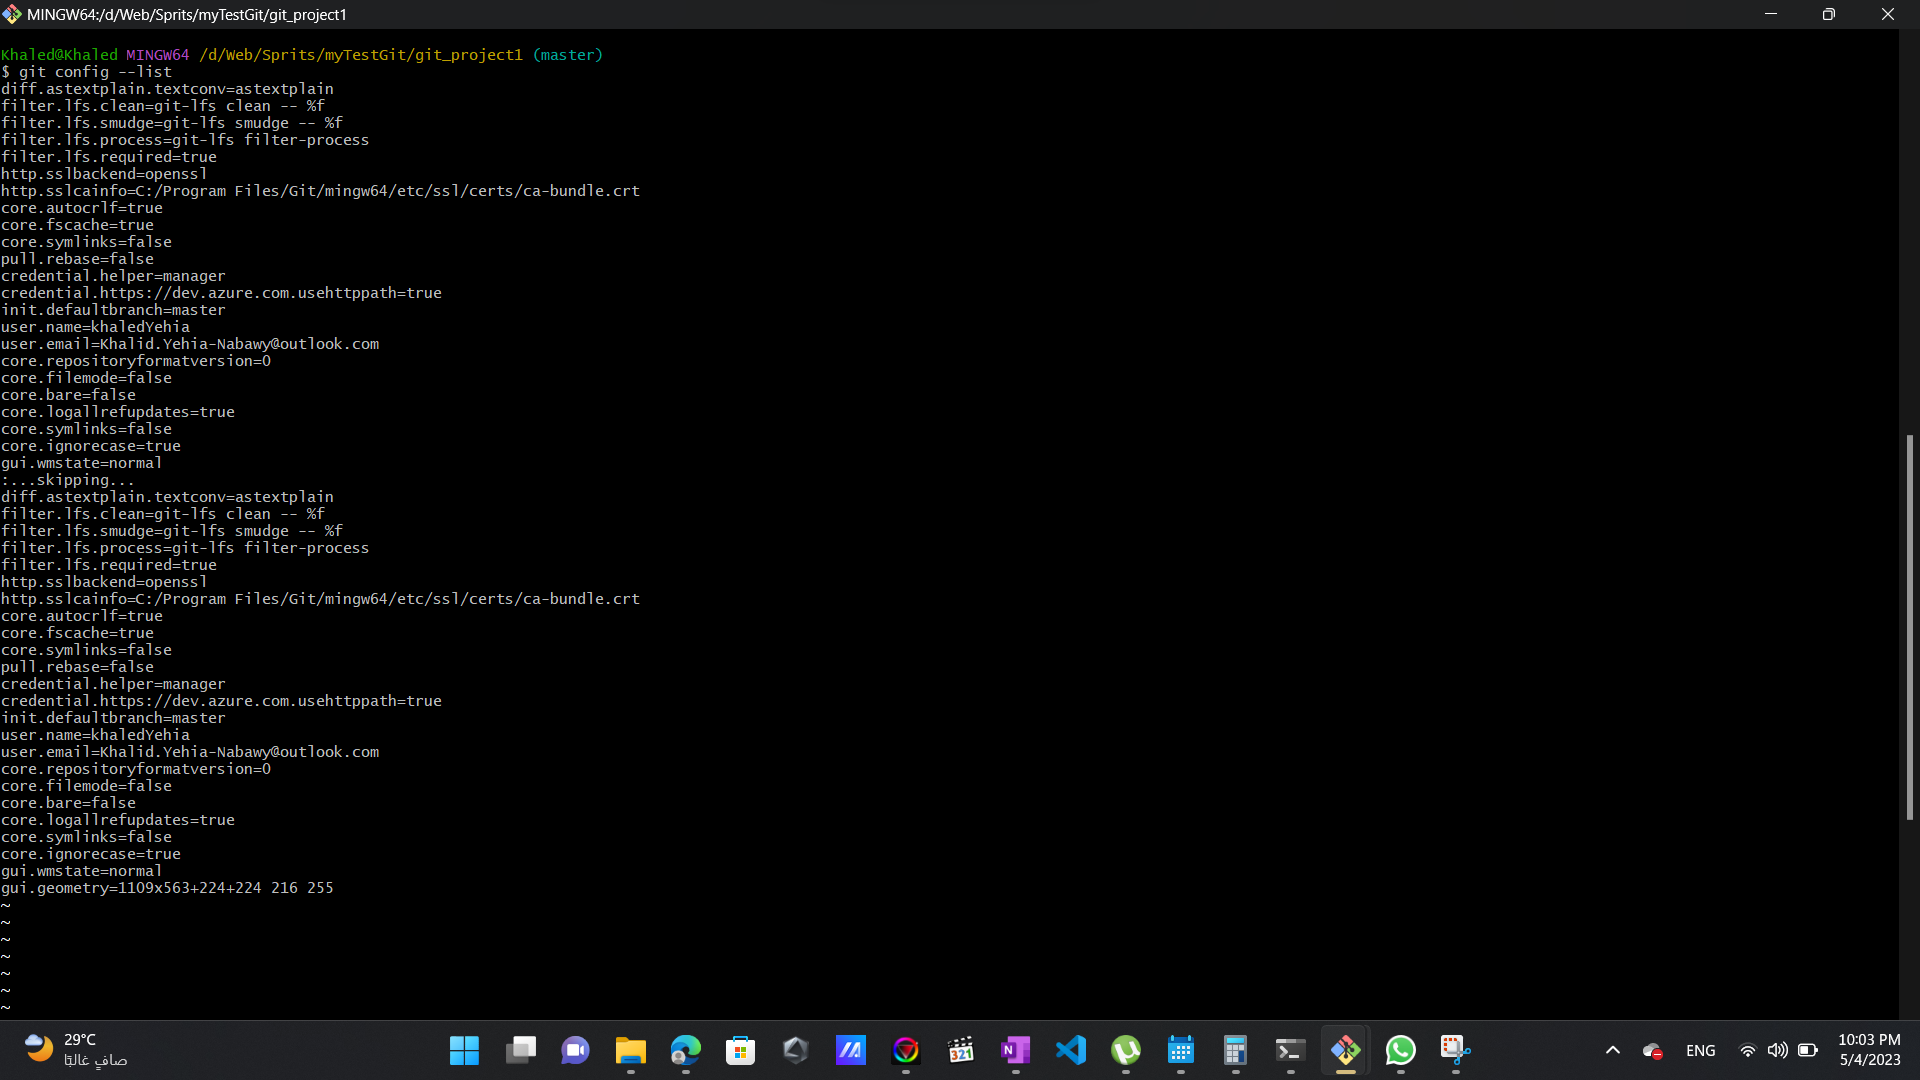 MINGW64:/d/Web/Sprits/myTestGit/git_project1
Khaled@Khaled MINGW64 /d/Web/Sprits/myTestGit/git_project1 (master)
$ git config --list
diff.astextplain.textconv=astextplain
filter.lfs.clean=git-lfs clean -- %f
filter.lfs.smudge=git-lfs smudge -- %f
filter.lfs.process=git-lfs filter-process
filter.lfs.required=true
http.sslbackend=openssl
http.sslcainfo=C:/Program Files/Git/mingw64/etc/ssl/certs/ca-bundle.crt
core.autocrlf=true
core.fscache=true
core.symlinks=false
pull.rebase=false
credential.helper=manager
credential.https://dev.azure.com.usehttppath=true
init.defaultbranch=master
user.name=khaledYehia
user.email=Khalid.Yehia-Nabawy@outlook.com
core.repositoryformatversion=0
core.filemode=false
core.bare=false
core.logallrefupdates=true
core.symlinks=false
core.ignorecase=true
gui.wmstate=normal
:...skipping...
diff.astextplain.textconv=astextplain
filter.lfs.clean=git-lfs clean -- %f
filter.lfs.smudge=git-lfs smudge -- %f
filter.lfs.process=git-lfs filter-process
filter.lfs.required=true
http.sslbackend=openssl
http.sslcainfo=C:/Program Files/Git/mingw64/etc/ssl/certs/ca-bundle.crt
core.autocrlf=true
core.fscache=true
core.symlinks=false
pull.rebase=false
credential.helper=manager
credential.https://dev.azure.com.usehttppath=true
init.defaultbranch=master
user.name=khaledYehia
user.email=Khalid.Yehia-Nabawy@outlook.com
core.repositoryformatversion=0
core.filemode=false
core.bare=false
core.logallrefupdates=true
core.symlinks=false
core.ignorecase=true
gui.wmstate=normal
gui.geometry=1109x563+224+224 216 255
~
~
~
~
~
~
~
29°C
صافٍ غالبًا
321
N
ENG
10:03 PM
5/4/2023